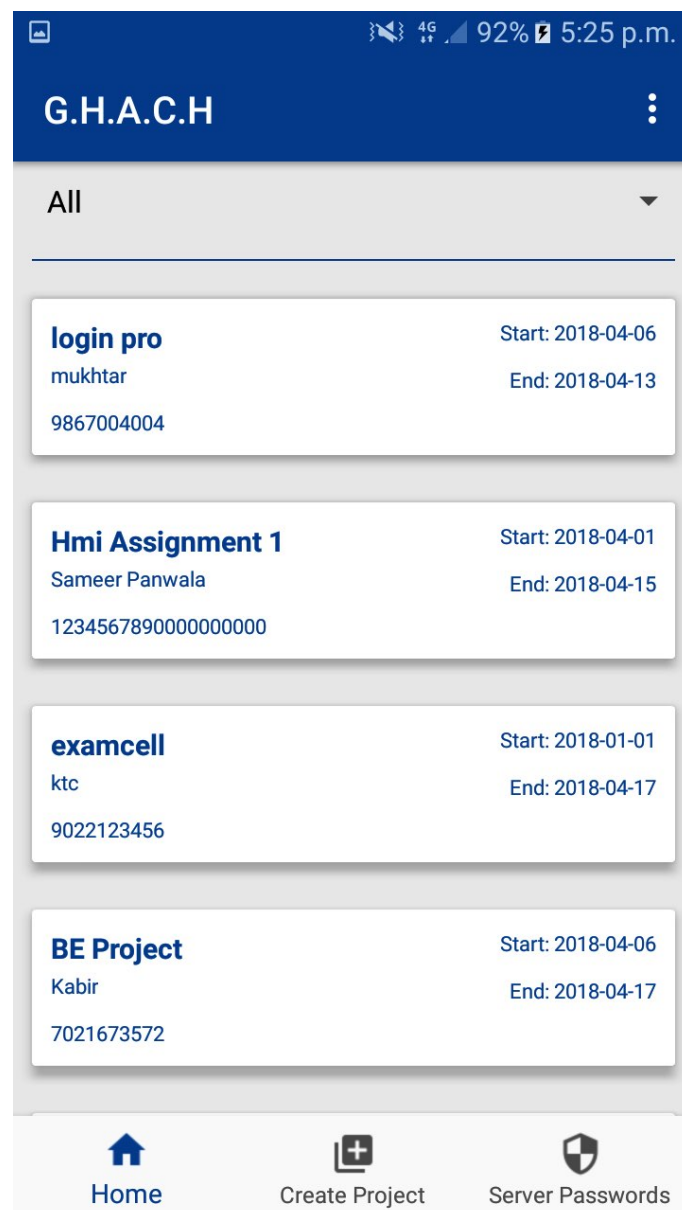 4G 92% 5:25 p.m.
G.H.A.C.H
All
login pro
Start: 2018-04-06
mukhtar
End: 2018-04-13
9867004004
Hmi Assignment 1
Start: 2018-04-01
Sameer Panwala
End: 2018-04-15
1234567890000000000
examcell
Start: 2018-01-01
ktc
End: 2018-04-17
9022123456
BE Project
Start: 2018-04-06
Kabir
End: 2018-04-17
7021673572
Home Create Project Server Passwords